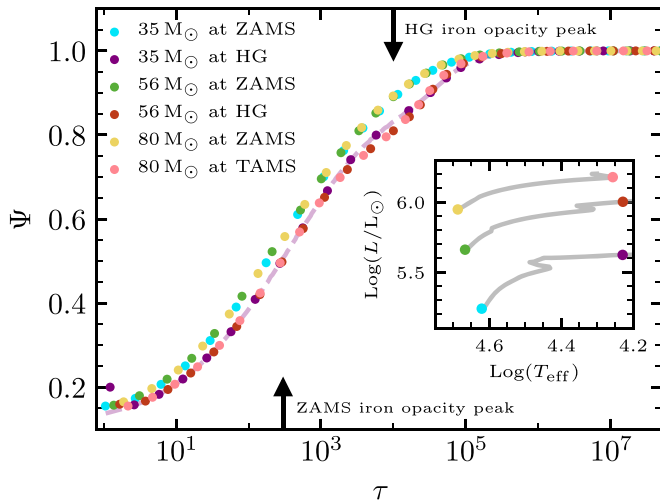 HG iron opacity peak
35 M☉ at ZAMS
35 M☉ at HG
56 M☉ at ZAMS
56 M☉ at HG
80 M☉ at ZAMS
80 M☉ at TAMS
1.0
0.8
0.6
0.4
0.2
Ψ
Log(L/L☉)
6.0
5.5
4.6
4.4
4.2
Log(T_eff)
ZAMS iron opacity peak
10^1
10^3
10^5
10^7
τ